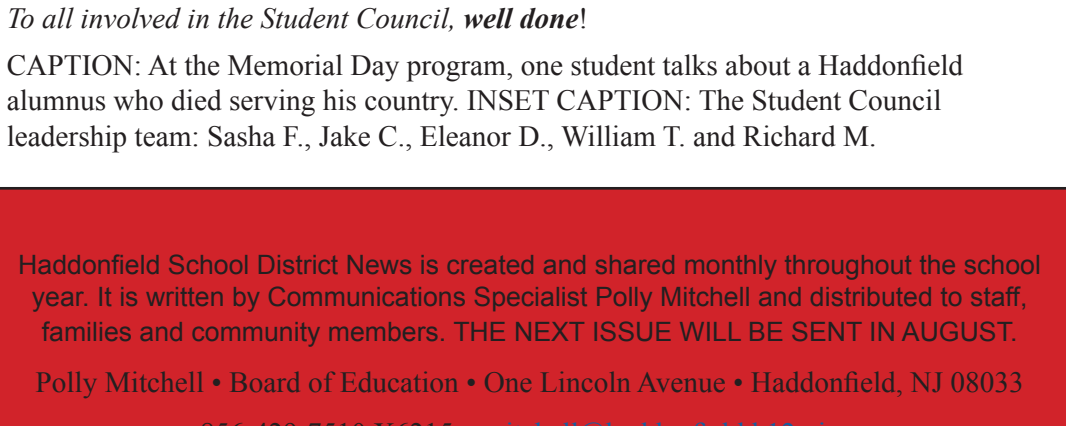 To all involved in the Student Council, well done!
CAPTION: At the Memorial Day program, one student talks about a Haddonfield
alumnus who died serving his country. INSET CAPTION: The Student Council
leadership team: Sasha F., Jake C., Eleanor D., William T. and Richard M.
Haddonfield School District News is created and shared monthly throughout the school
year. It is written by Communications Specialist Polly Mitchell and distributed to staff,
families and community members. THE NEXT ISSUE WILL BE SENT IN AUGUST.
Polly Mitchell • Board of Education • One Lincoln Avenue • Haddonfield, NJ 08033